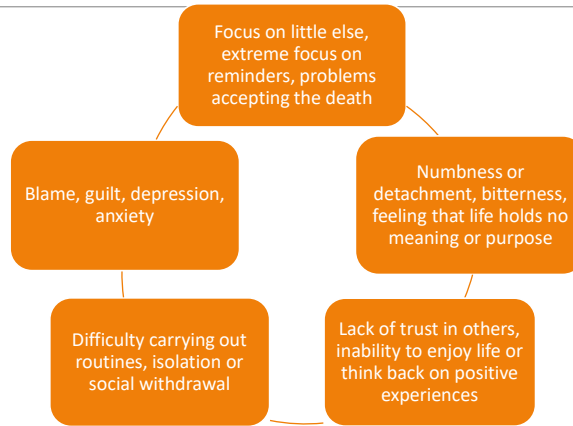 Focus on little else,
extreme focus on
reminders, problems
accepting the death
Numbness or
detachment, bitterness,
feeling that life holds no
meaning or purpose
Lack of trust in others,
inability to enjoy life or
think back on positive
experiences
Difficulty carrying out
routines, isolation or
social withdrawal
Blame, guilt, depression,
anxiety